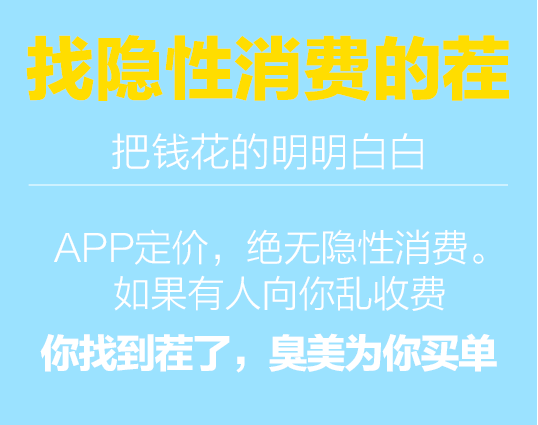 找隐性消费的茬
把钱花的明明白白
APP定价，绝无隐性消费。
如果有人向你乱收费
你找到茬了，臭美为你买单